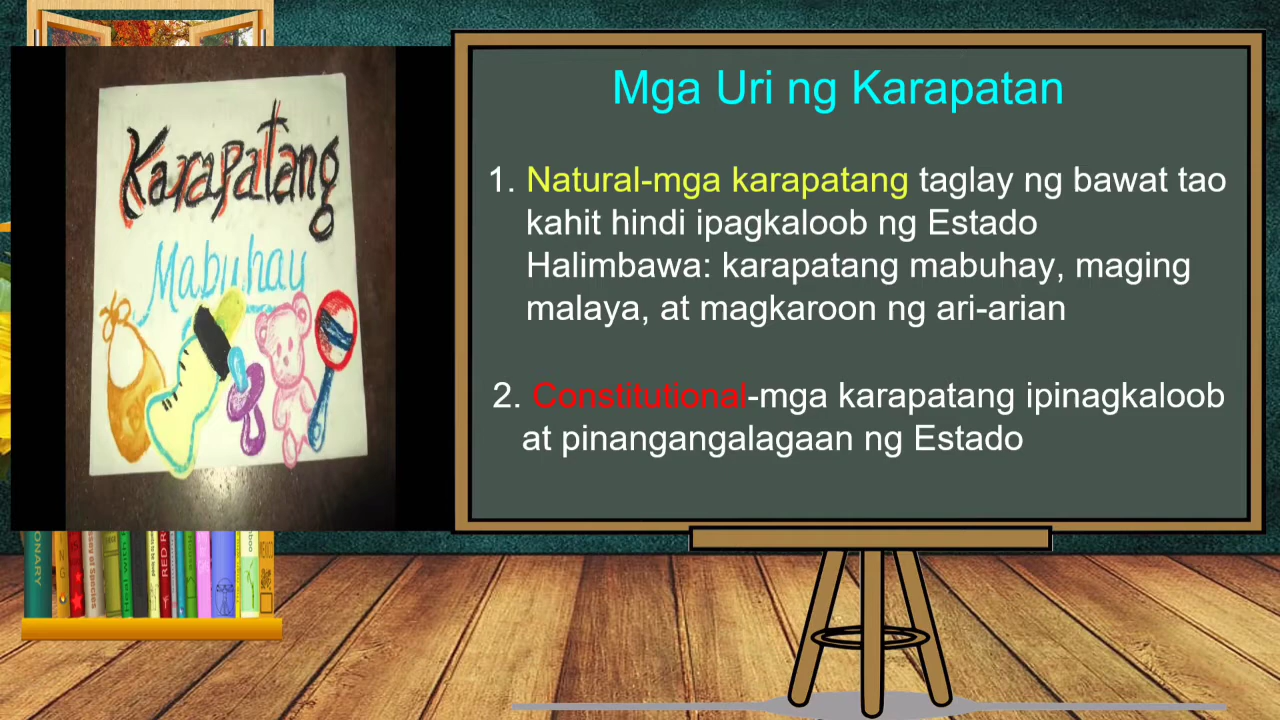 Karapatang
Mabuhay
Mga Uri ng Karapatan
1. Natural-mga karapatang taglay ng bawat tao
kahit hindi ipagkaloob ng Estado
Halimbawa: karapatang mabuhay, maging
malaya, at magkaroon ng ari-arian
2. Constitutional-mga karapatang ipinagkaloob
at pinangangalagaan ng Estado
ONARY
RED R